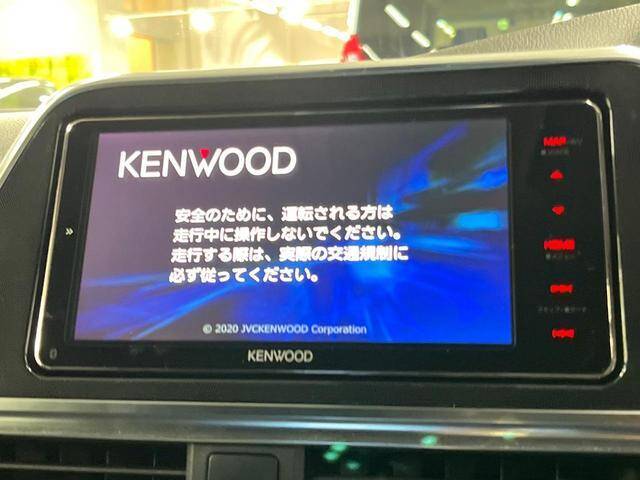 KENWOOD
安全のために、運転される方は
走行中に操作しないでください。
走行する際は、実際の交通規制に
必ず従ってください。
© 2020 JVCKENWOOD Corporation
KENWOOD
MAP
HOME